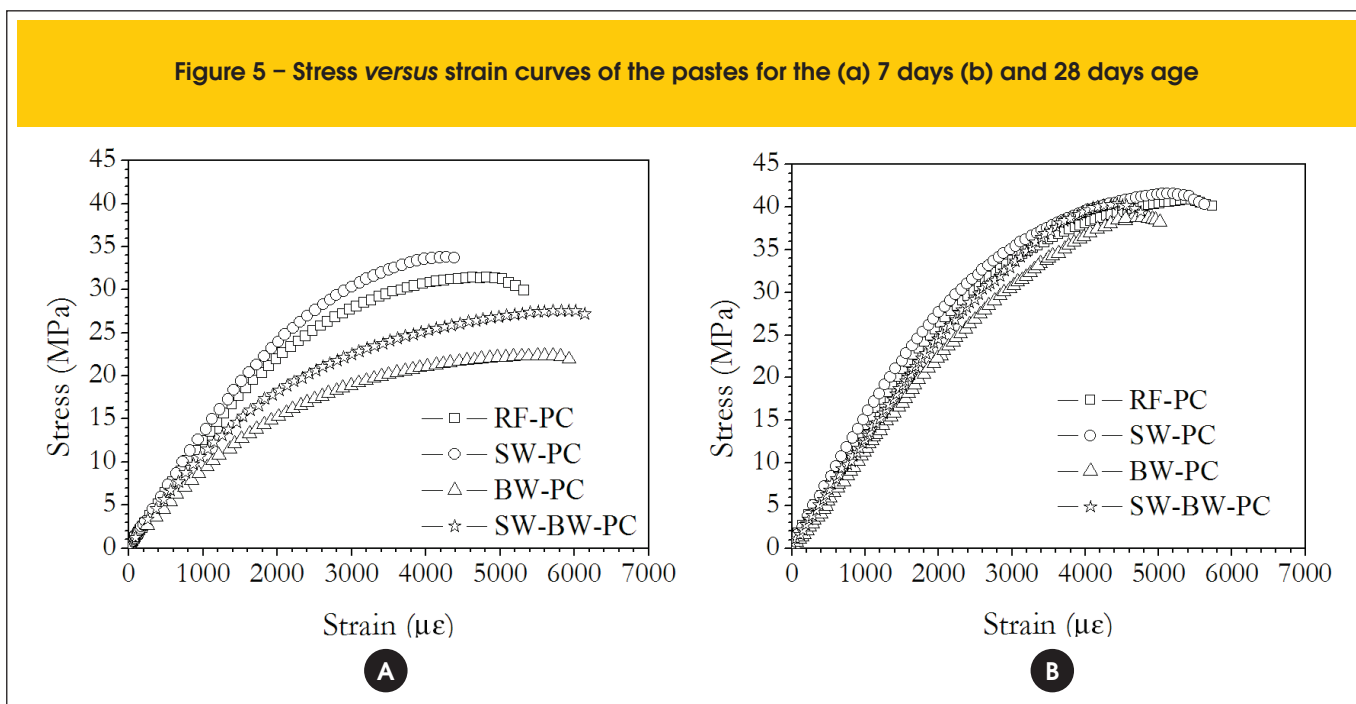 Figure 5 – Stress versus strain curves of the pastes for the (a) 7 days (b) and 28 days age
45
40
35
30
25
20
15
10
5
0
Stress (MPa)
RF-PC
SW-PC
BW-PC
SW-BW-PC
0 1000 2000 3000 4000 5000 6000 7000
Strain (με)
A
45
40
35
30
25
20
15
10
5
0
Stress (MPa)
RF-PC
SW-PC
BW-PC
SW-BW-PC
0 1000 2000 3000 4000 5000 6000 7000
Strain (με)
B